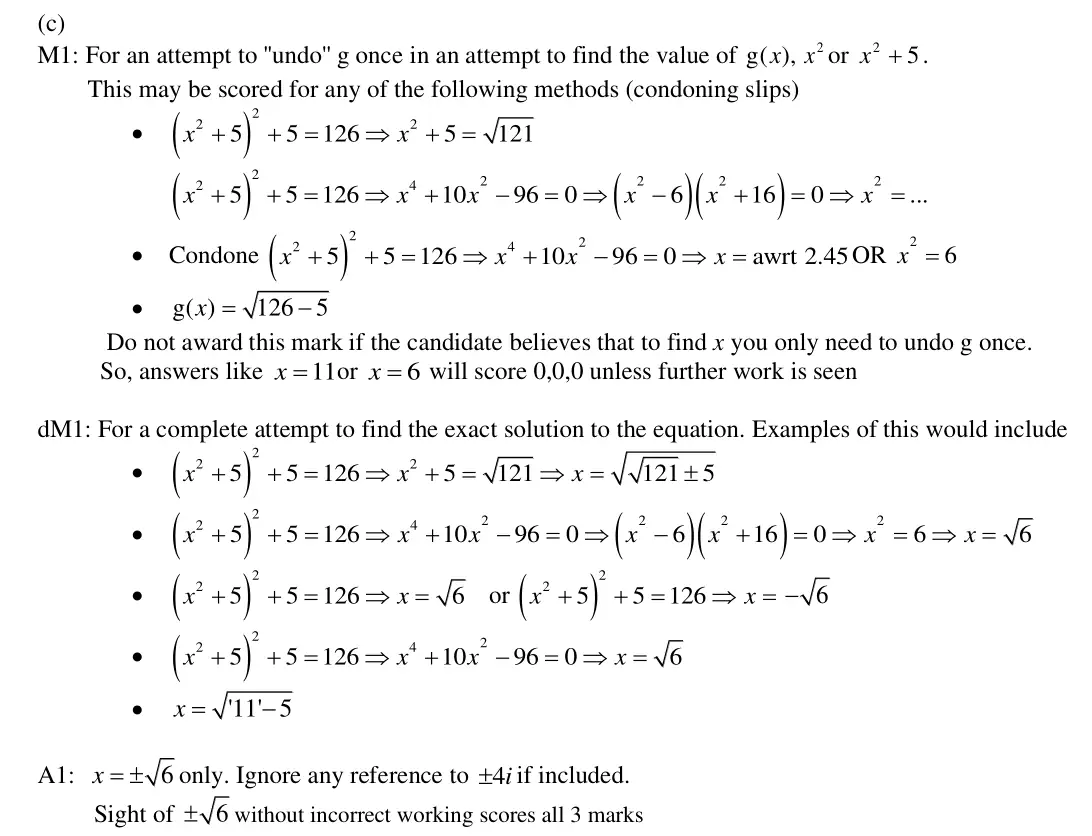 (c)
M1: For an attempt to "undo" g once in an attempt to find the value of g(x), x² or x² + 5.
This may be scored for any of the following methods (condoning slips)
• (x² + 5)² + 5 = 126 ⇒ x² + 5 = √121
(x² + 5)² + 5 = 126 ⇒ x⁴ + 10x² − 96 = 0 ⇒ (x² − 6)(x² + 16) = 0 ⇒ x² = ...
• Condone (x² + 5)² + 5 = 126 ⇒ x⁴ + 10x² − 96 = 0 ⇒ x = awrt 2.45 OR x² = 6
• g(x) = √(126 − 5)
Do not award this mark if the candidate believes that to find x you only need to undo g once.
So, answers like x = 11 or x = 6 will score 0,0,0 unless further work is seen
dM1: For a complete attempt to find the exact solution to the equation. Examples of this would include
• (x² + 5)² + 5 = 126 ⇒ x² + 5 = √121 ⇒ x = √(√121 ± 5)
• (x² + 5)² + 5 = 126 ⇒ x⁴ + 10x² − 96 = 0 ⇒ (x² − 6)(x² + 16) = 0 ⇒ x² = 6 ⇒ x = √6
• (x² + 5)² + 5 = 126 ⇒ x = √6 or (x² + 5)² + 5 = 126 ⇒ x = −√6
• (x² + 5)² + 5 = 126 ⇒ x⁴ + 10x² − 96 = 0 ⇒ x = √6
• x = √('11' − 5)
A1: x = ±√6 only. Ignore any reference to ±4i if included.
Sight of ±√6 without incorrect working scores all 3 marks